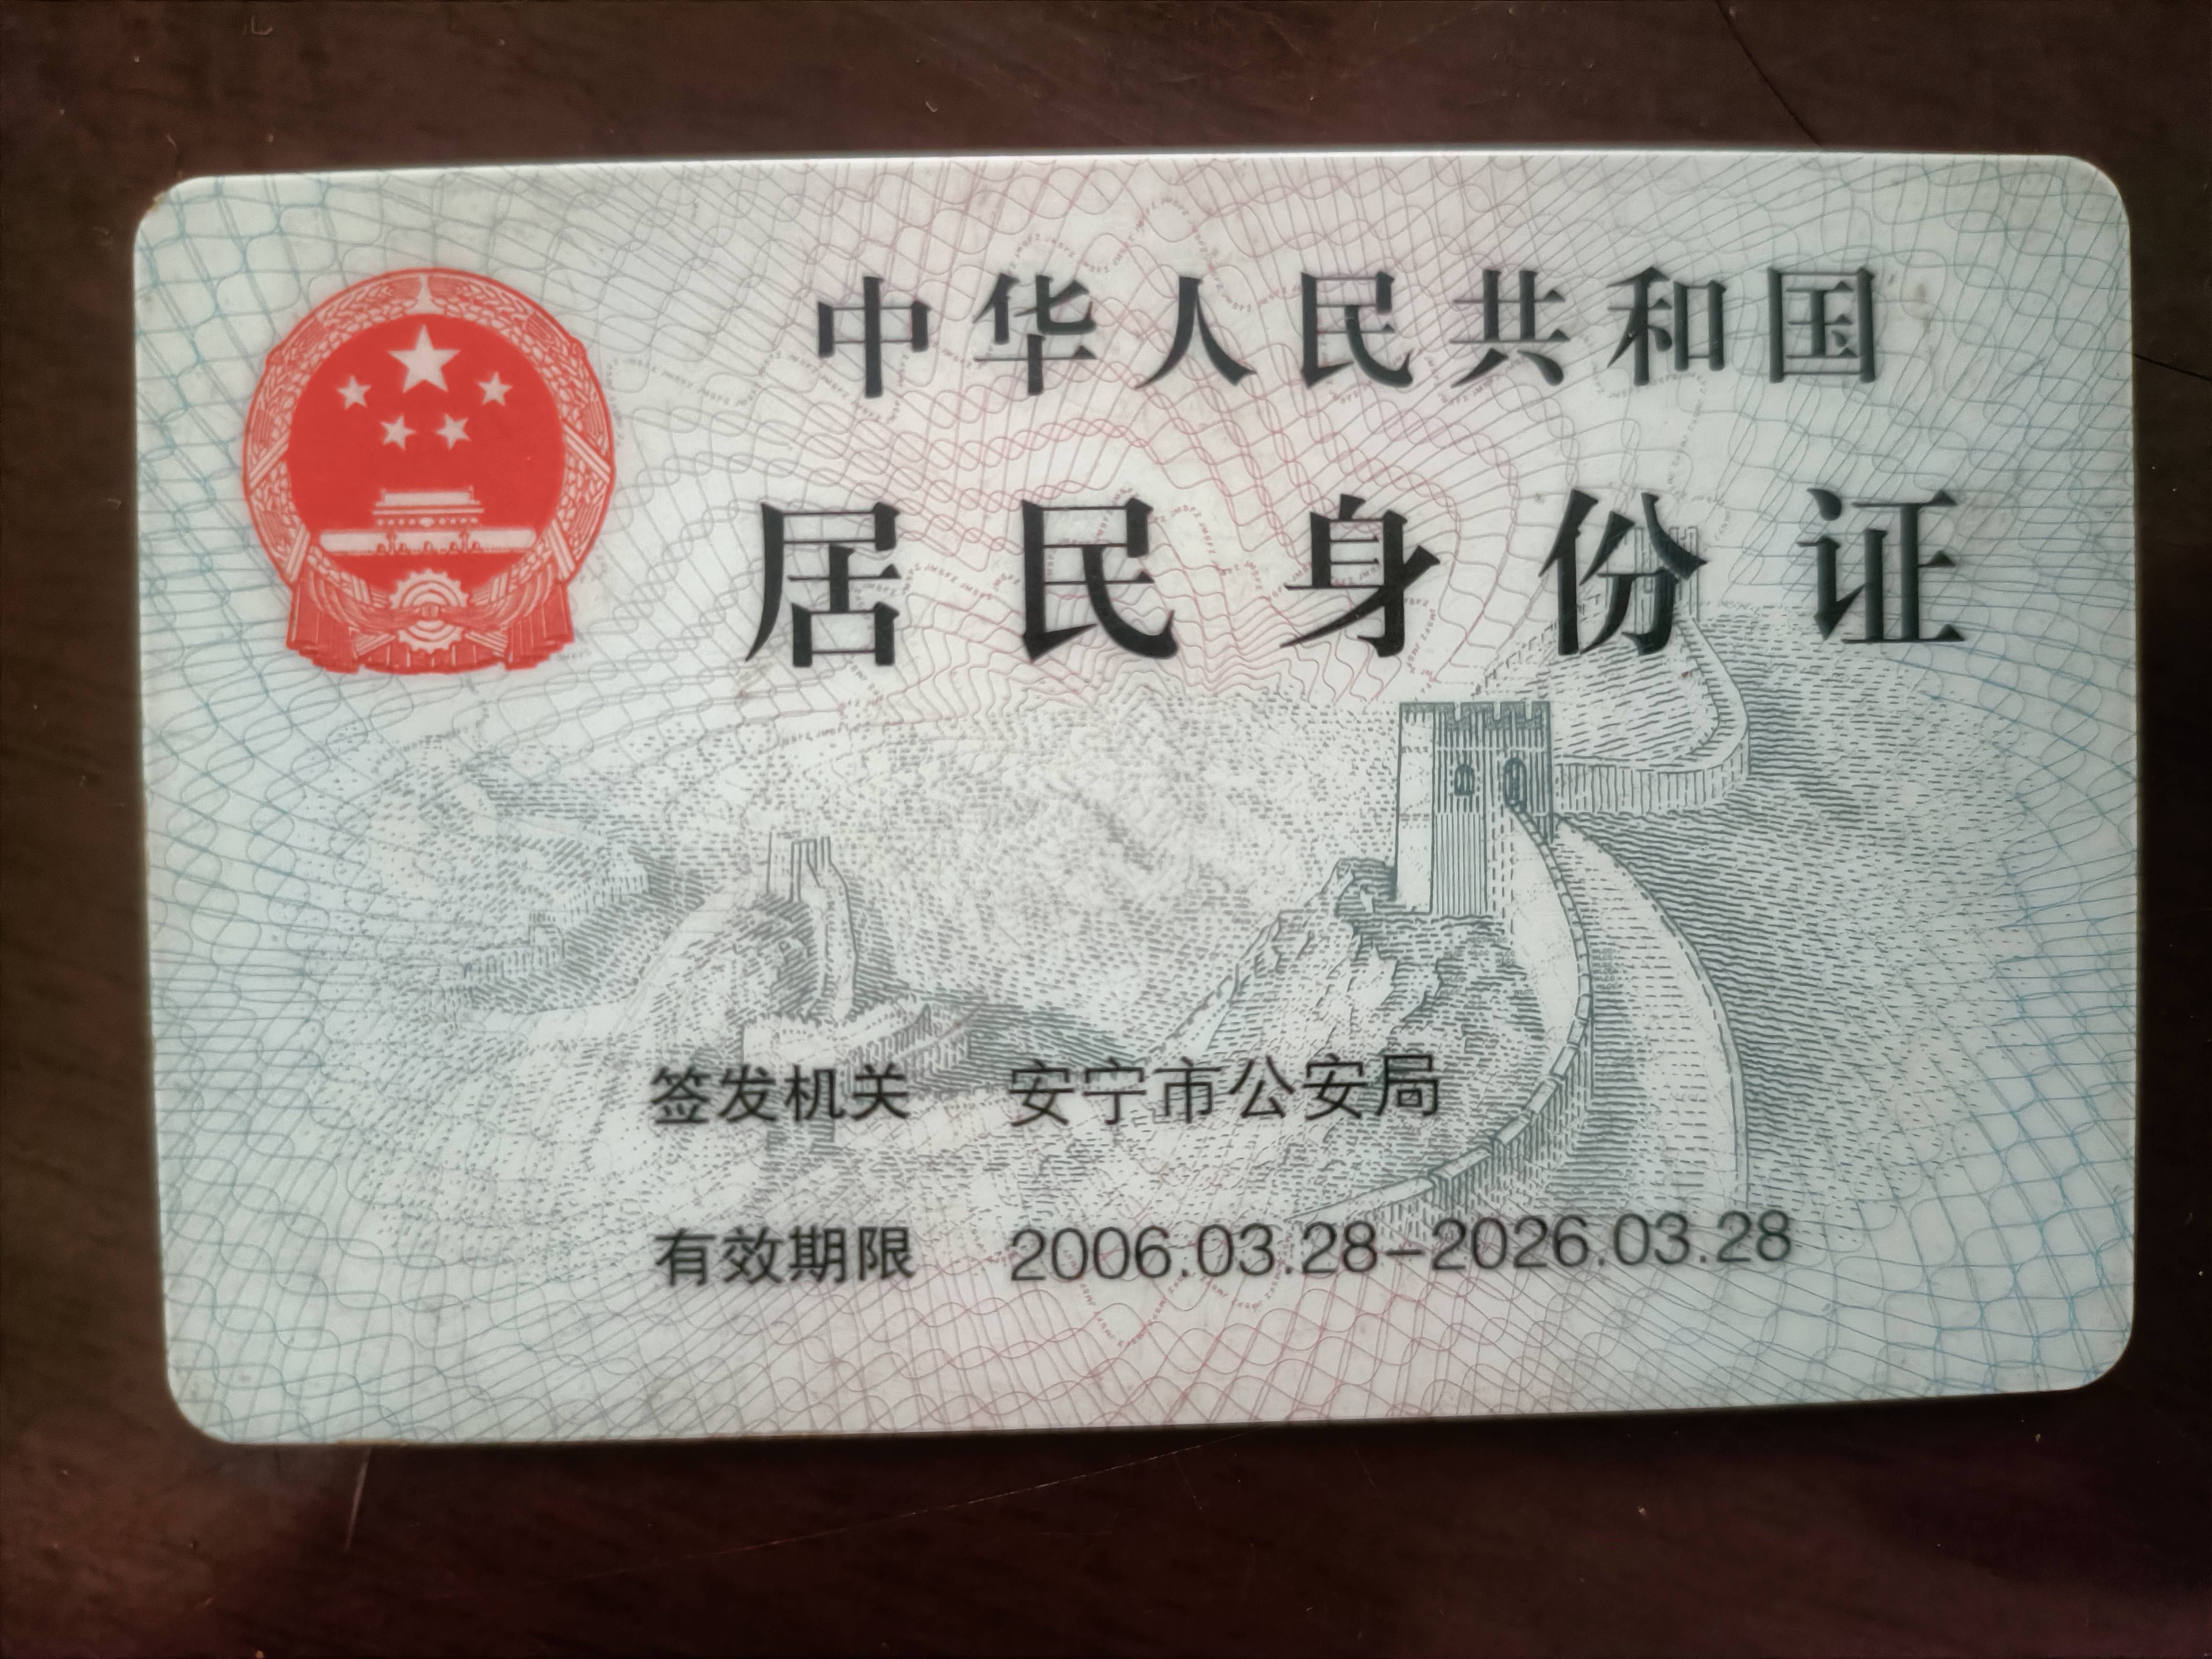 中华人民共和国
居民身份证
签发机关 安宁市公安局
有效期限 2006.03.28-2026.03.28